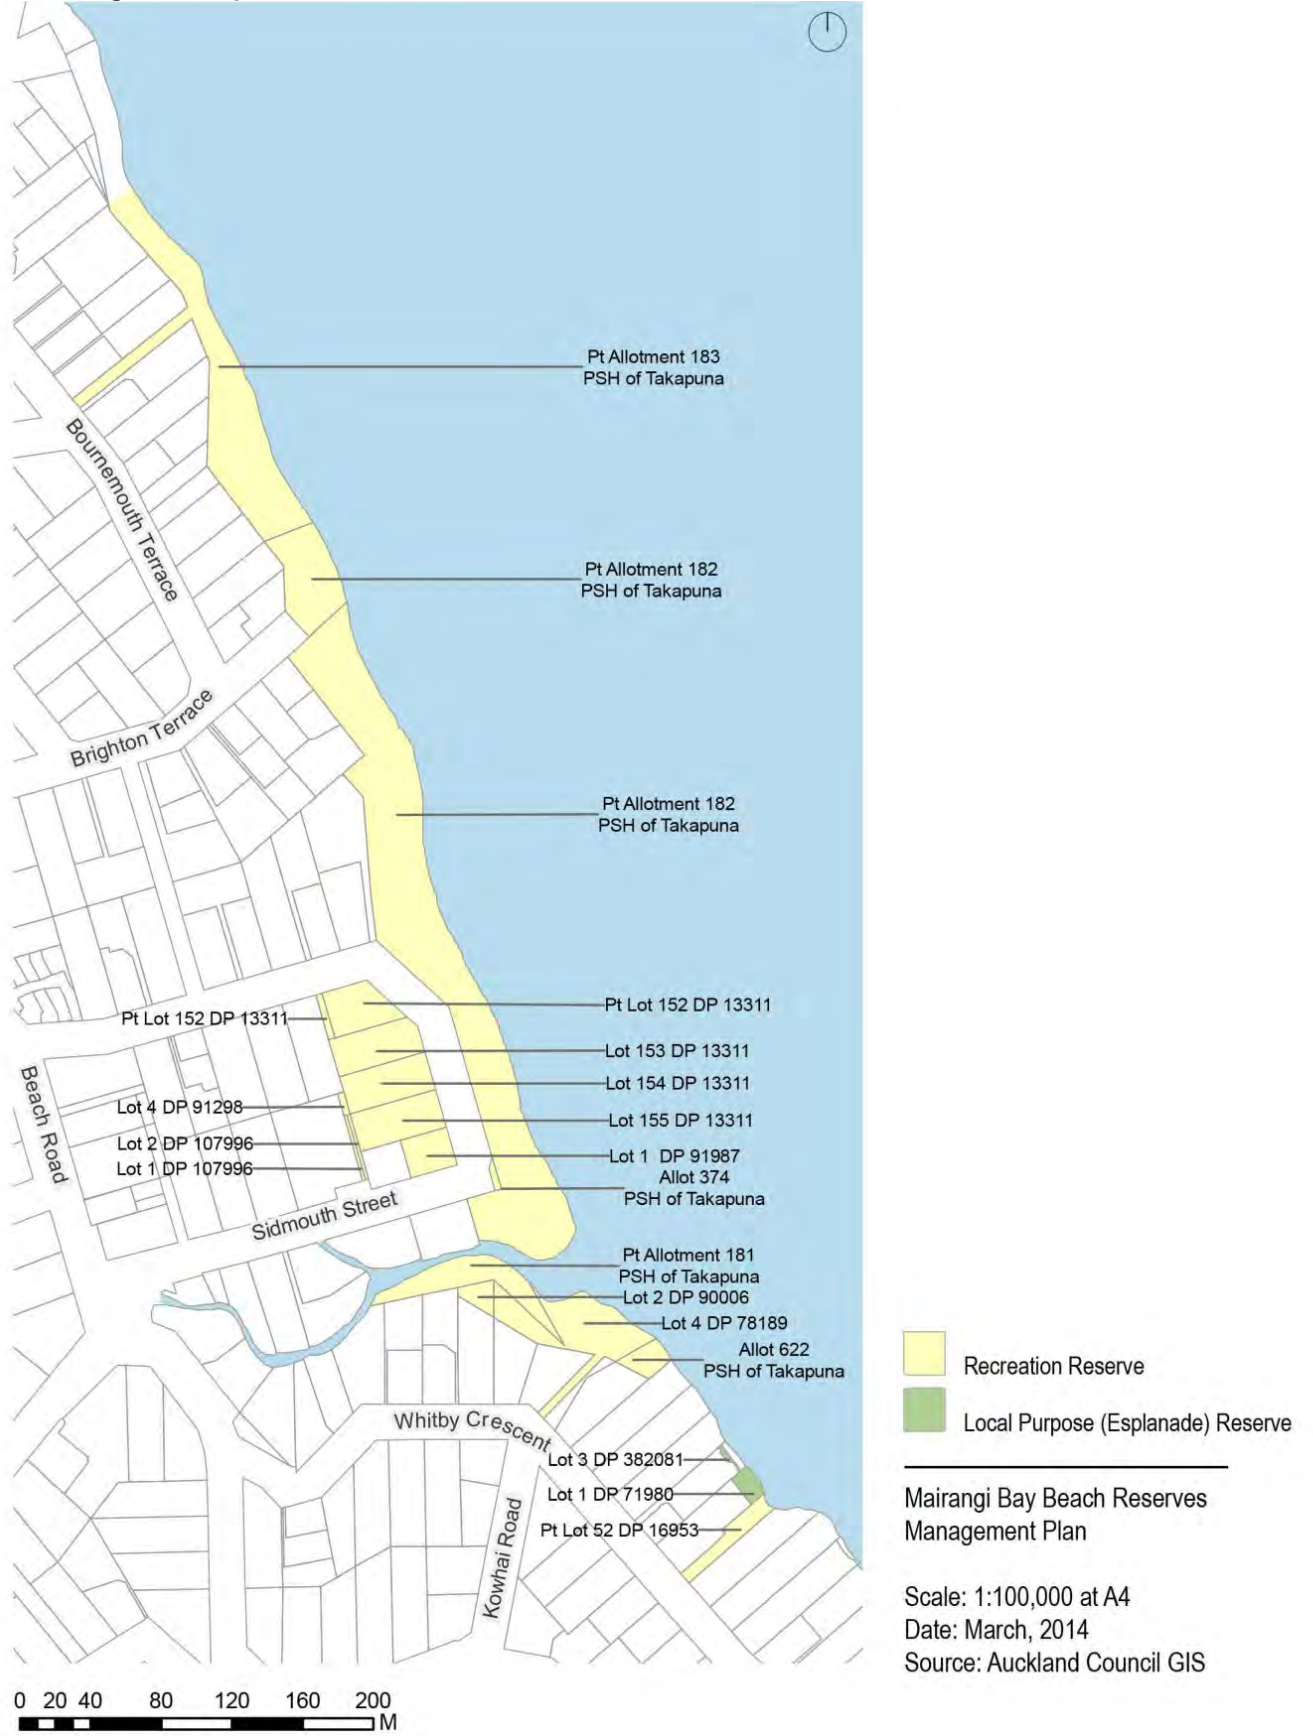 Pt Allotment 183
PSH of Takapuna
Bournemouth Terrace
Pt Allotment 182
PSH of Takapuna
Brighton Terrace
Pt Allotment 182
PSH of Takapuna
Pt Lot 152 DP 13311
Pt Lot 152 DP 13311
Lot 153 DP 13311
Beach Road
Lot 154 DP 13311
Lot 4 DP 91298
Lot 155 DP 13311
Lot 2 DP 107996
Lot 1 DP 91987
Lot 1 DP 107996
Allot 374
PSH of Takapuna
Sidmouth Street
Pt Allotment 181
PSH of Takapuna
Lot 2 DP 90006
Lot 4 DP 78189
Allot 622
PSH of Takapuna
Whitby Crescent
Lot 3 DP 382081
Lot 1 DP 71980
Pt Lot 52 DP 16953
Kowhai Road
Recreation Reserve
Local Purpose (Esplanade) Reserve
Mairangi Bay Beach Reserves
Management Plan
Scale: 1:100,000 at A4
Date: March, 2014
Source: Auckland Council GIS
0 20 40 80 120 160 200
M